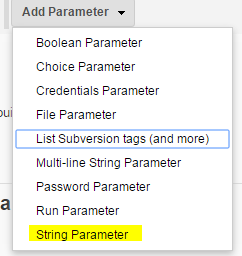 Add Parameter
Boolean Parameter
Choice Parameter
Credentials Parameter
File Parameter
List Subversion tags (and more)
Multi-line String Parameter
Password Parameter
Run Parameter
String Parameter